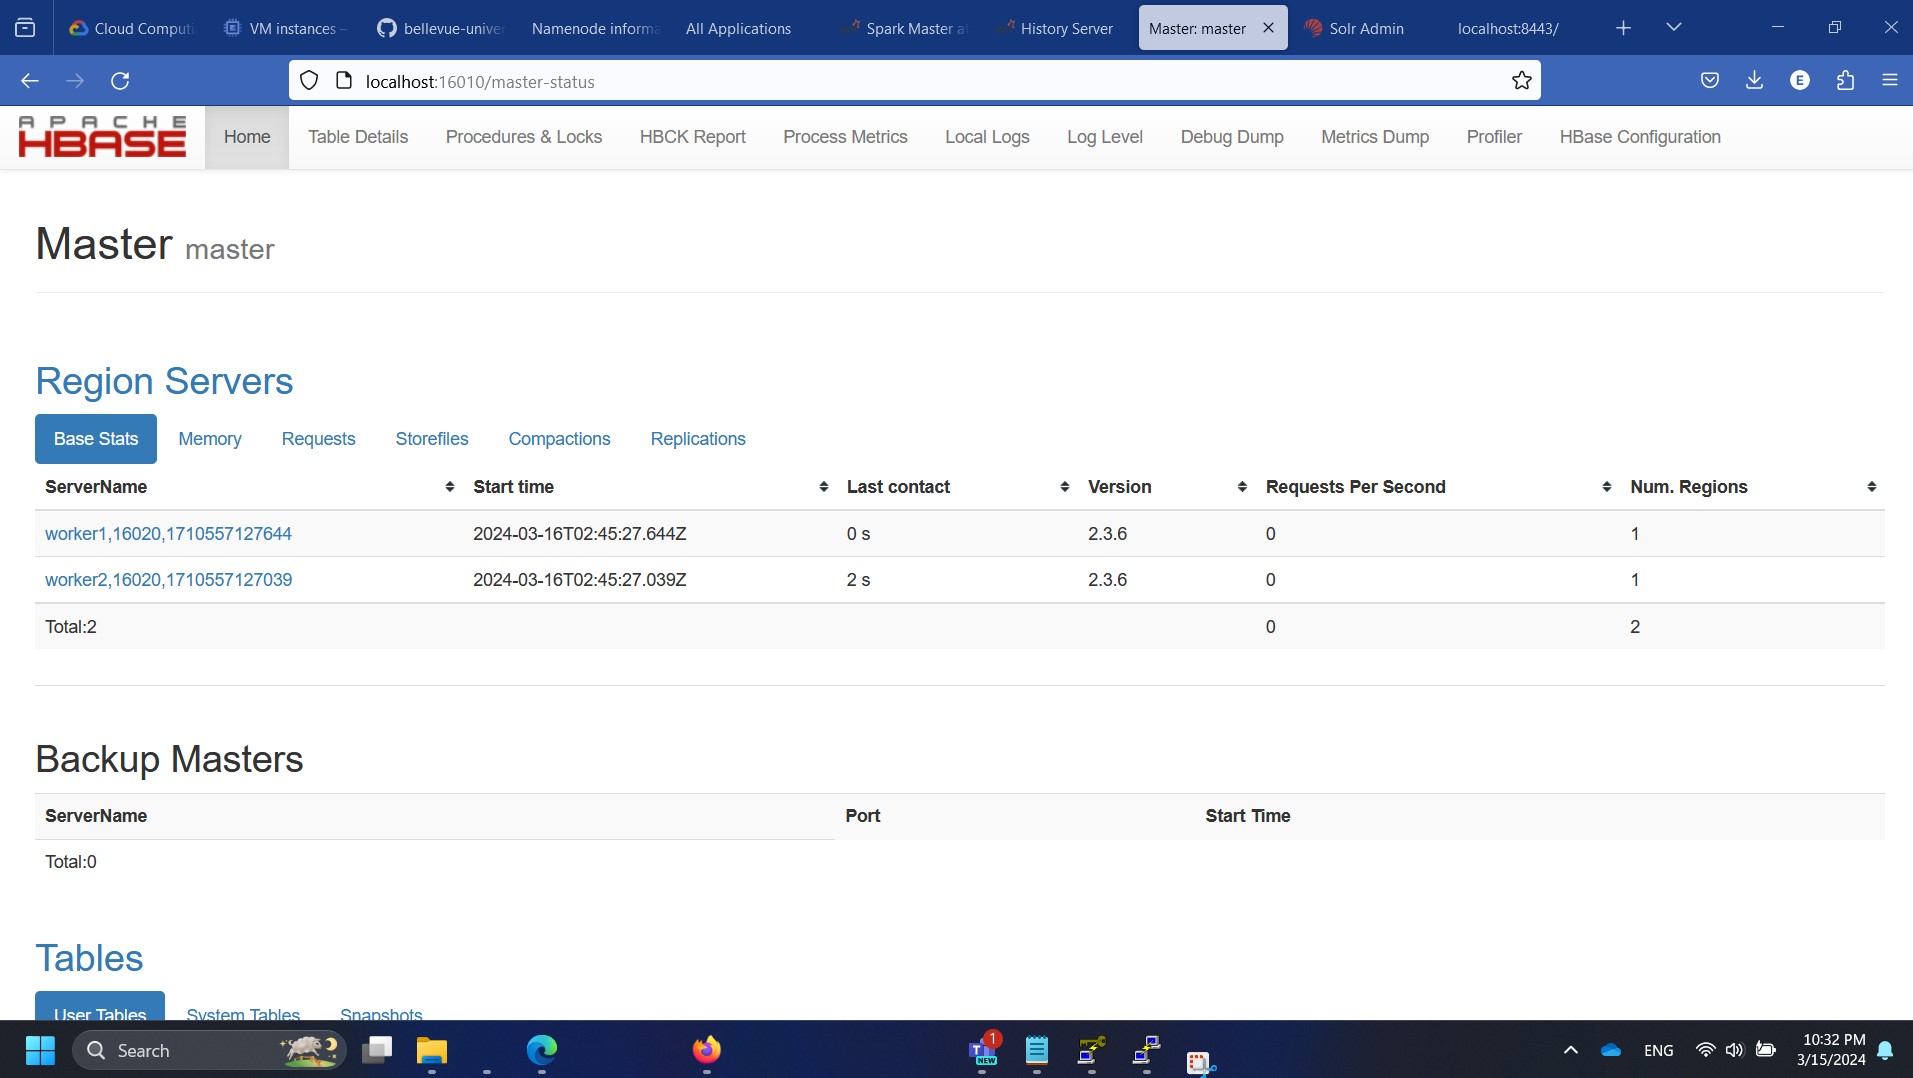 Cloud Computi
VM instances –
bellevue-unive
Namenode informa
All Applications
Spark Master a
History Server
Master: master
Solr Admin
localhost:8443/
localhost:16010/master-status
E
APACHE
HBASE
Home
Table Details
Procedures & Locks
HBCK Report
Process Metrics
Local Logs
Log Level
Debug Dump
Metrics Dump
Profiler
HBase Configuration
Master master
Region Servers
Base Stats
Memory
Requests
Storefiles
Compactions
Replications
ServerName Start time Last contact Version Requests Per Second Num. Regions
worker1,16020,1710557127644 2024-03-16T02:45:27.644Z 0 s 2.3.6 0 1
worker2,16020,1710557127039 2024-03-16T02:45:27.039Z 2 s 2.3.6 0 1
Total:2 0 2
Backup Masters
ServerName Port Start Time
Total:0
Tables
User Tables
System Tables
Snapshots
Search
1
T
NEW
ENG
10:32 PM
3/15/2024